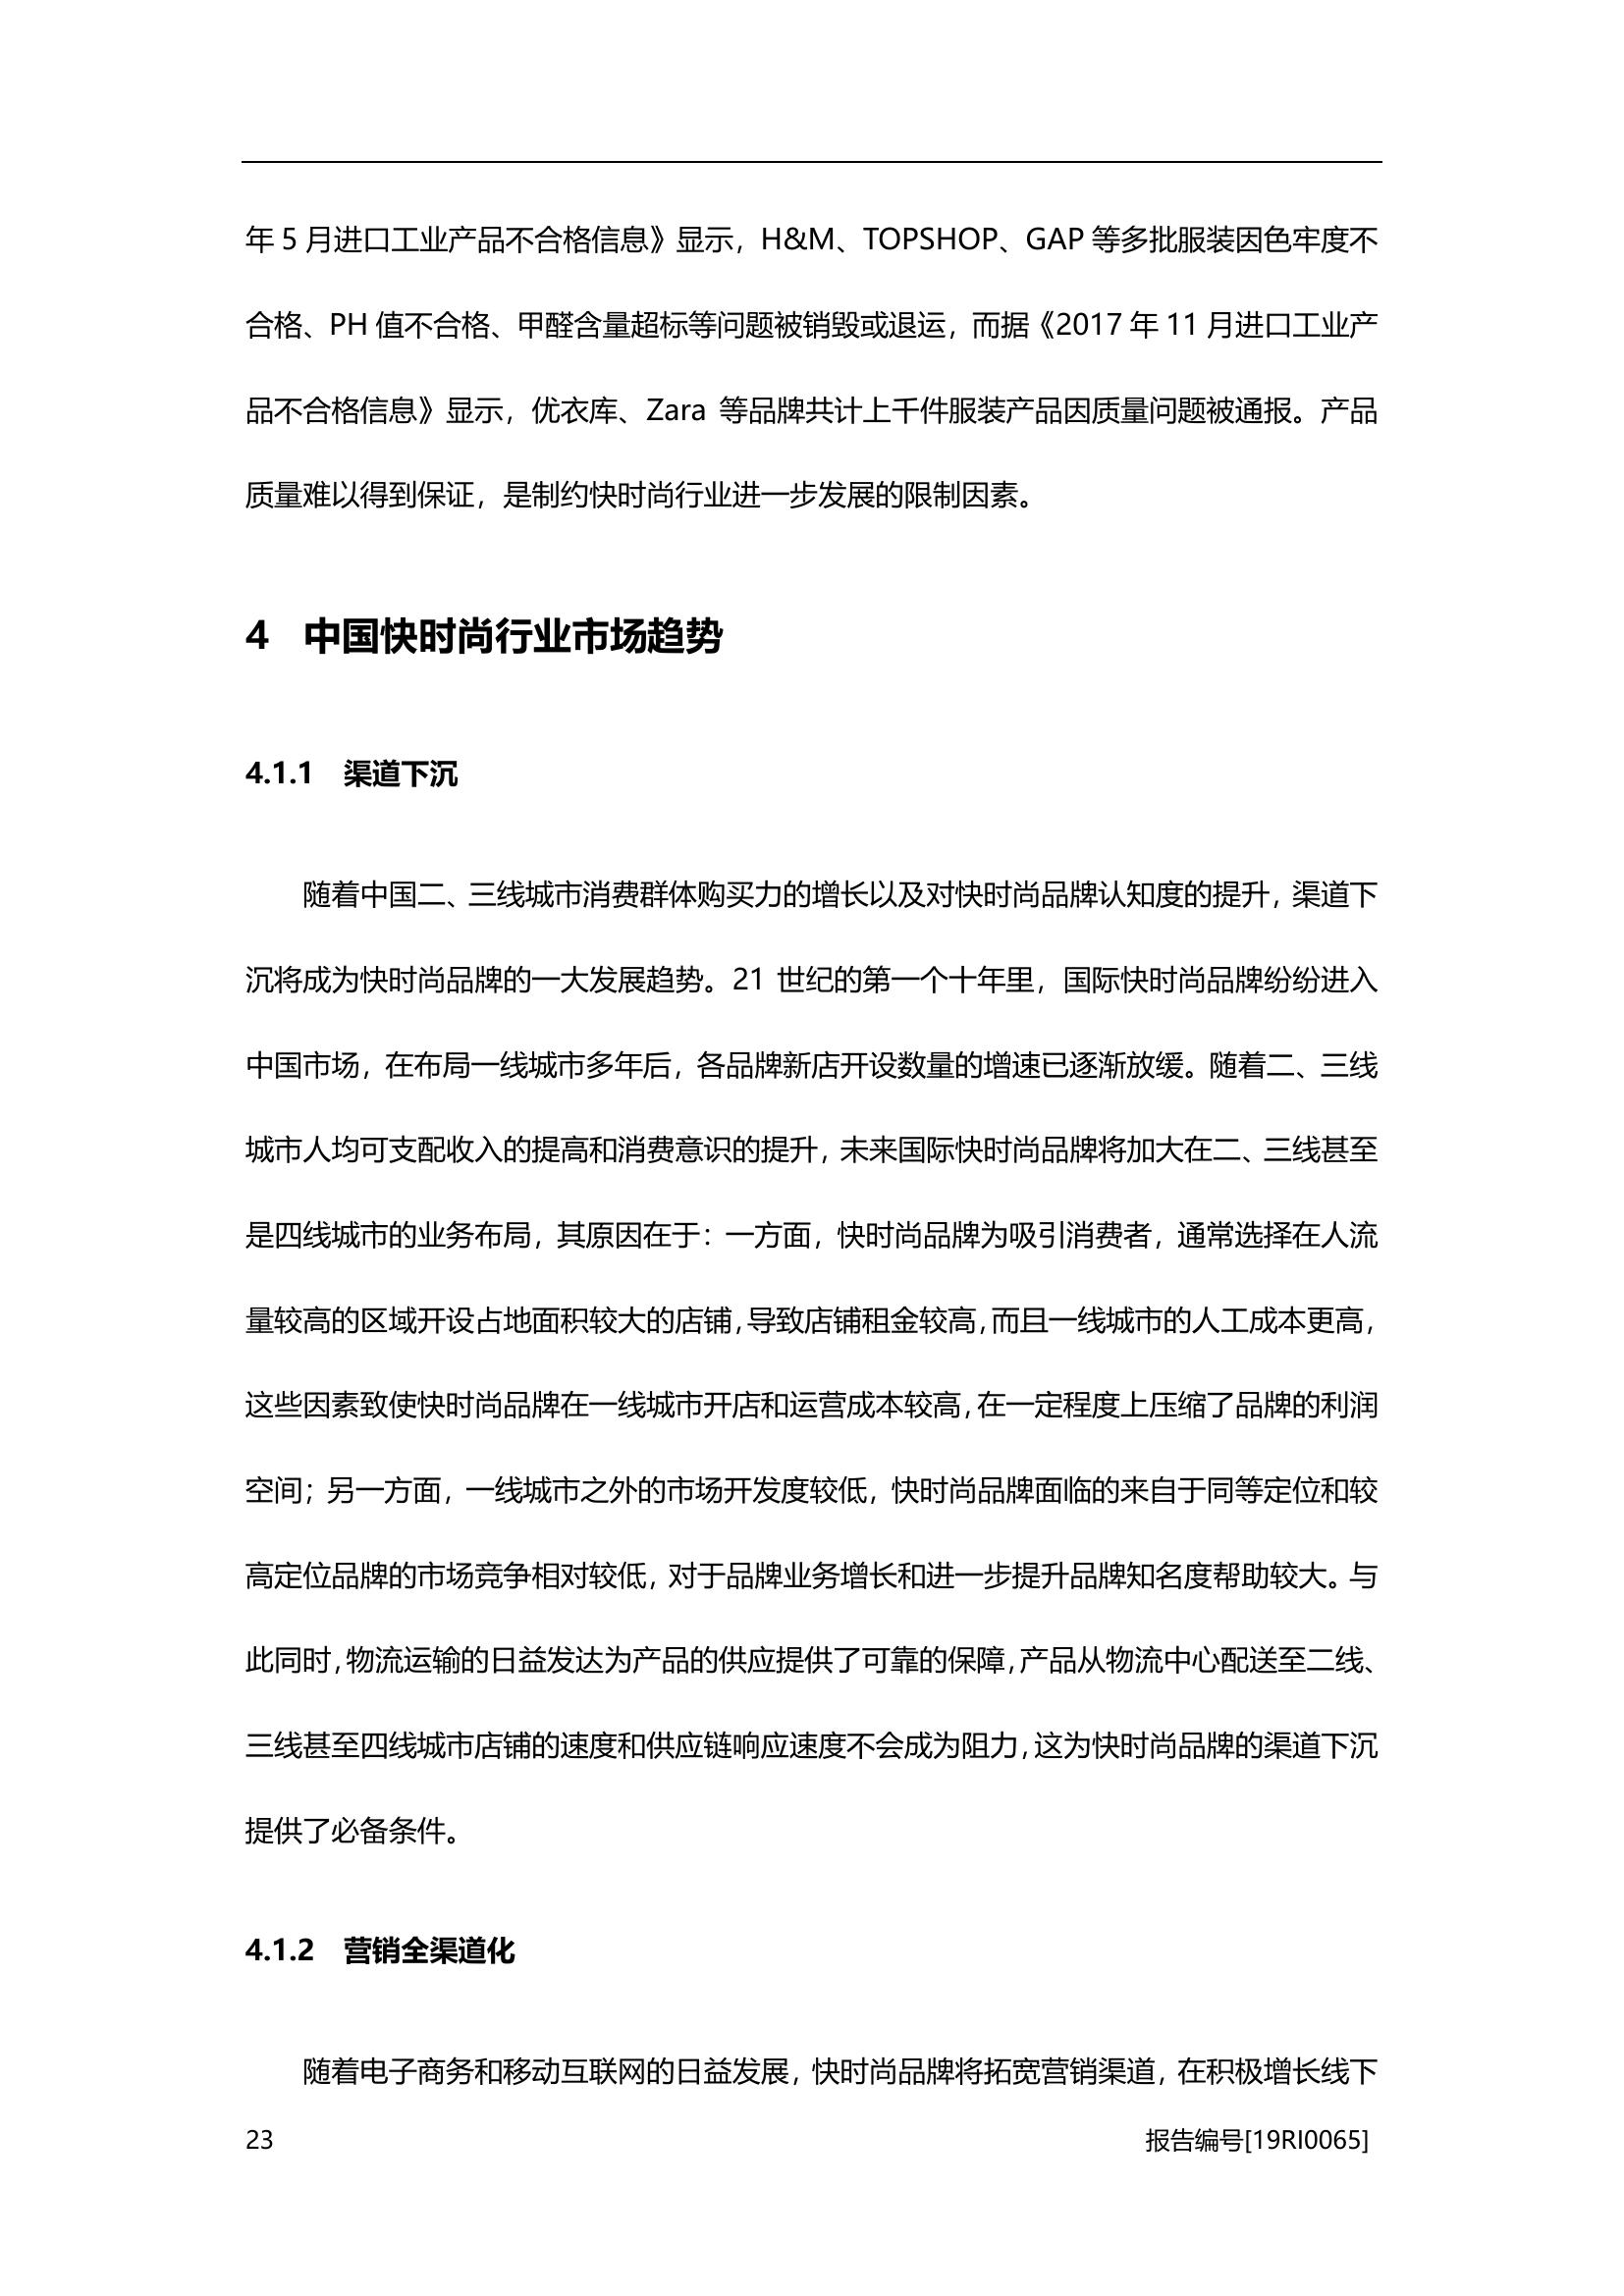 年 5 月进口工业产品不合格信息》显示，H&M、TOPSHOP、GAP 等多批服装因色牢度不
合格、PH 值不合格、甲醛含量超标等问题被销毁或退运，而据《2017 年 11 月进口工业产
品不合格信息》显示，优衣库、Zara 等品牌共计上千件服装产品因质量问题被通报。产品
质量难以得到保证，是制约快时尚行业进一步发展的限制因素。
4 中国快时尚行业市场趋势
4.1.1 渠道下沉
随着中国二、三线城市消费群体购买力的增长以及对快时尚品牌认知度的提升，渠道下
沉将成为快时尚品牌的一大发展趋势。21 世纪的第一个十年里，国际快时尚品牌纷纷进入
中国市场，在布局一线城市多年后，各品牌新店开设数量的增速已逐渐放缓。随着二、三线
城市人均可支配收入的提高和消费意识的提升，未来国际快时尚品牌将加大在二、三线甚至
是四线城市的业务布局，其原因在于：一方面，快时尚品牌为吸引消费者，通常选择在人流
量较高的区域开设占地面积较大的店铺，导致店铺租金较高，而且一线城市的人工成本更高，
这些因素致使快时尚品牌在一线城市开店和运营成本较高，在一定程度上压缩了品牌的利润
空间；另一方面，一线城市之外的市场开发度较低，快时尚品牌面临的来自于同等定位和较
高定位品牌的市场竞争相对较低，对于品牌业务增长和进一步提升品牌知名度帮助较大。与
此同时，物流运输的日益发达为产品的供应提供了可靠的保障，产品从物流中心配送至二线、
三线甚至四线城市店铺的速度和供应链响应速度不会成为阻力，这为快时尚品牌的渠道下沉
提供了必备条件。
4.1.2 营销全渠道化
随着电子商务和移动互联网的日益发展，快时尚品牌将拓宽营销渠道，在积极增长线下
23 报告编号[19RI0065]